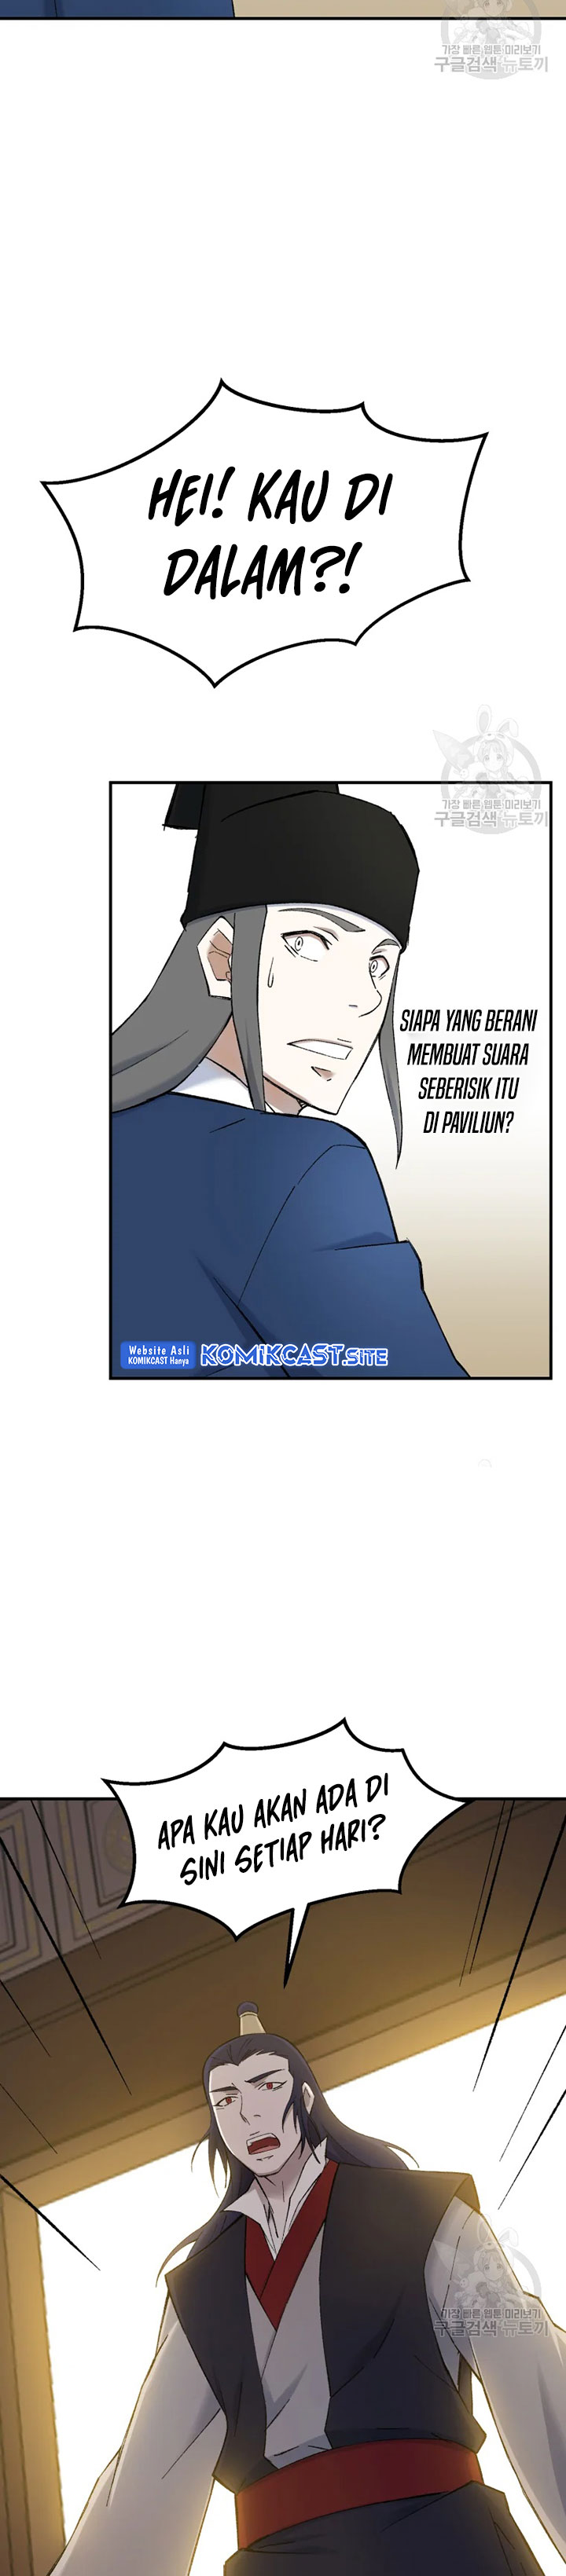 가장 빠른 웹툰 미리보기
구글검색 뉴토끼
HEI! KAU DI
DALAM?!
가장 빠른 웹툰 미리보기
구글검색 뉴토끼
SIAPA YANG BERANI
MEMBUAT SUARA
SEBERISIK ITU
DI PAVILIUN?
Website Asli
KOMIKCAST Hanya
KOMIKCAST.SITE
APA KAU AKAN ADA DI
SINI SETIAP HARI?
가장 빠른 웹툰 미리보기
구글검색 뉴토끼